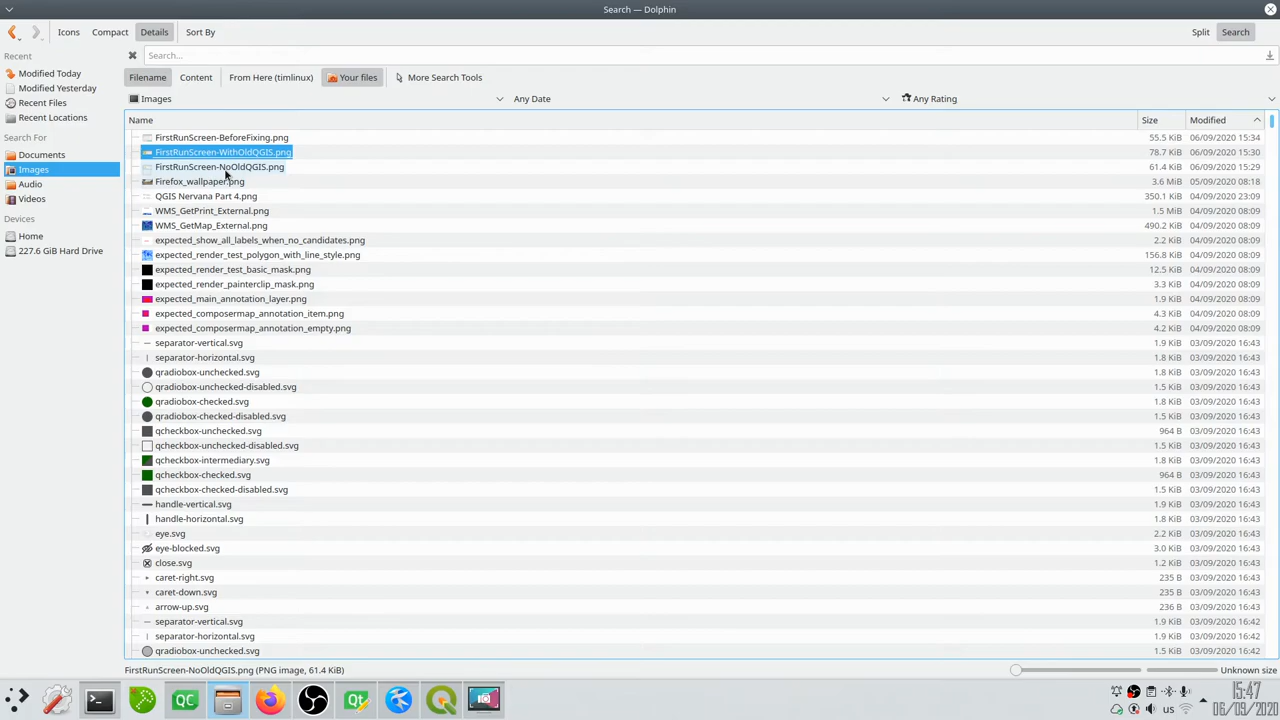 Search — Dolphin
Icons Compact Details Sort By Split Search
Recent
Modified Today
Modified Yesterday
Recent Files
Recent Locations
Search For
Documents
Images
Audio
Videos
Devices
Home
227.6 GiB Hard Drive
Search...
Filename Content From Here (timlinux) Your files More Search Tools
Images Any Date Any Rating
Name Size Modified
FirstRunScreen-BeforeFixing.png 55.5 KiB 06/09/2020 15:34
FirstRunScreen-WithOldQGIS.png 78.7 KiB 06/09/2020 15:30
FirstRunScreen-NoOldQGIS.png 61.4 KiB 06/09/2020 15:29
Firefox_wallpaper.png 3.6 MiB 05/09/2020 08:18
QGIS Nervana Part 4.png 350.1 KiB 04/09/2020 23:09
WMS_GetPrint_External.png 1.5 MiB 04/09/2020 08:09
WMS_GetMap_External.png 490.2 KiB 04/09/2020 08:09
expected_show_all_labels_when_no_candidates.png 2.2 KiB 04/09/2020 08:09
expected_render_test_polygon_with_line_style.png 156.8 KiB 04/09/2020 08:09
expected_render_test_basic_mask.png 12.5 KiB 04/09/2020 08:09
expected_render_painterclip_mask.png 3.3 KiB 04/09/2020 08:09
expected_main_annotation_layer.png 1.9 KiB 04/09/2020 08:09
expected_composermap_annotation_item.png 4.3 KiB 04/09/2020 08:09
expected_composermap_annotation_empty.png 4.2 KiB 04/09/2020 08:09
separator-vertical.svg 1.9 KiB 03/09/2020 16:43
separator-horizontal.svg 1.8 KiB 03/09/2020 16:43
qradiobox-unchecked.svg 1.8 KiB 03/09/2020 16:43
qradiobox-unchecked-disabled.svg 1.5 KiB 03/09/2020 16:43
qradiobox-checked.svg 1.8 KiB 03/09/2020 16:43
qradiobox-checked-disabled.svg 1.5 KiB 03/09/2020 16:43
qcheckbox-unchecked.svg 964 B 03/09/2020 16:43
qcheckbox-unchecked-disabled.svg 1.5 KiB 03/09/2020 16:43
qcheckbox-intermediary.svg 1.8 KiB 03/09/2020 16:43
qcheckbox-checked.svg 964 B 03/09/2020 16:43
qcheckbox-checked-disabled.svg 1.5 KiB 03/09/2020 16:43
handle-vertical.svg 1.9 KiB 03/09/2020 16:43
handle-horizontal.svg 1.8 KiB 03/09/2020 16:43
eye.svg 2.2 KiB 03/09/2020 16:43
eye-blocked.svg 3.0 KiB 03/09/2020 16:43
close.svg 1.2 KiB 03/09/2020 16:43
caret-right.svg 235 B 03/09/2020 16:43
caret-down.svg 235 B 03/09/2020 16:43
arrow-up.svg 236 B 03/09/2020 16:43
separator-vertical.svg 1.9 KiB 03/09/2020 16:42
separator-horizontal.svg 1.9 KiB 03/09/2020 16:42
qradiobox-unchecked.svg 1.5 KiB 03/09/2020 16:42
FirstRunScreen-NoOldQGIS.png (PNG image, 61.4 KiB) Unknown size
QC Qt us
15:47
06/09/2020